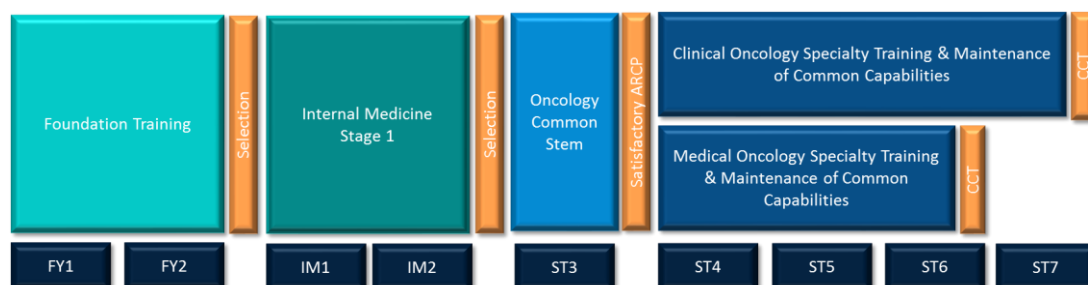 Foundation Training
Selection
Internal Medicine
Stage 1
Selection
Oncology
Common
Stem
Satisfactory ARCP
Clinical Oncology Specialty Training & Maintenance
of Common Capabilities
CCT
Medical Oncology Specialty Training
& Maintenance of Common
Capabilities
CCT
FY1
FY2
IM1
IM2
ST3
ST4
ST5
ST6
ST7